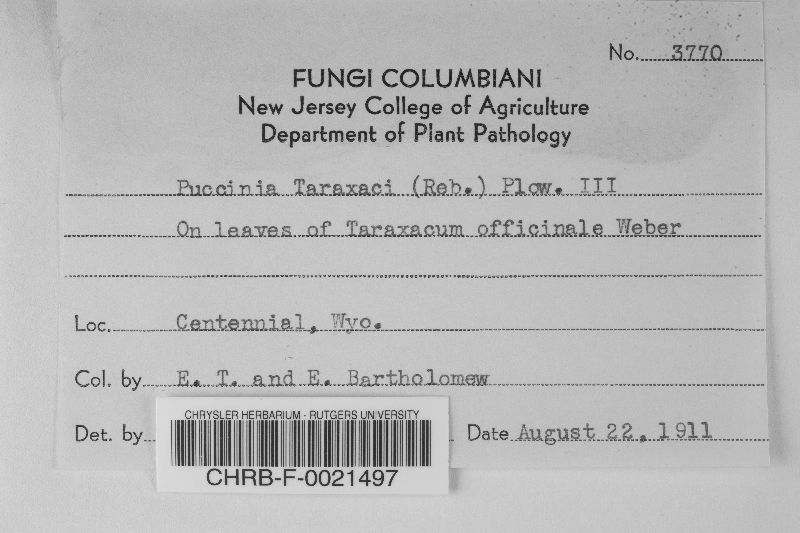 No. 3770
FUNGI COLUMBIANI
New Jersey College of Agriculture
Department of Plant Pathology
Puccinia Taraxaci (Reb.) Plow. III
On leaves of Taraxacum officinale Weber
Loc. Centennial, Wyo.
Col. by E. T. and E. Bartholomew
Det. by Date August 22, 1911
CHRYSLER HERBARIUM - RUTGERS UNIVERSITY
CHRB-F-0021497